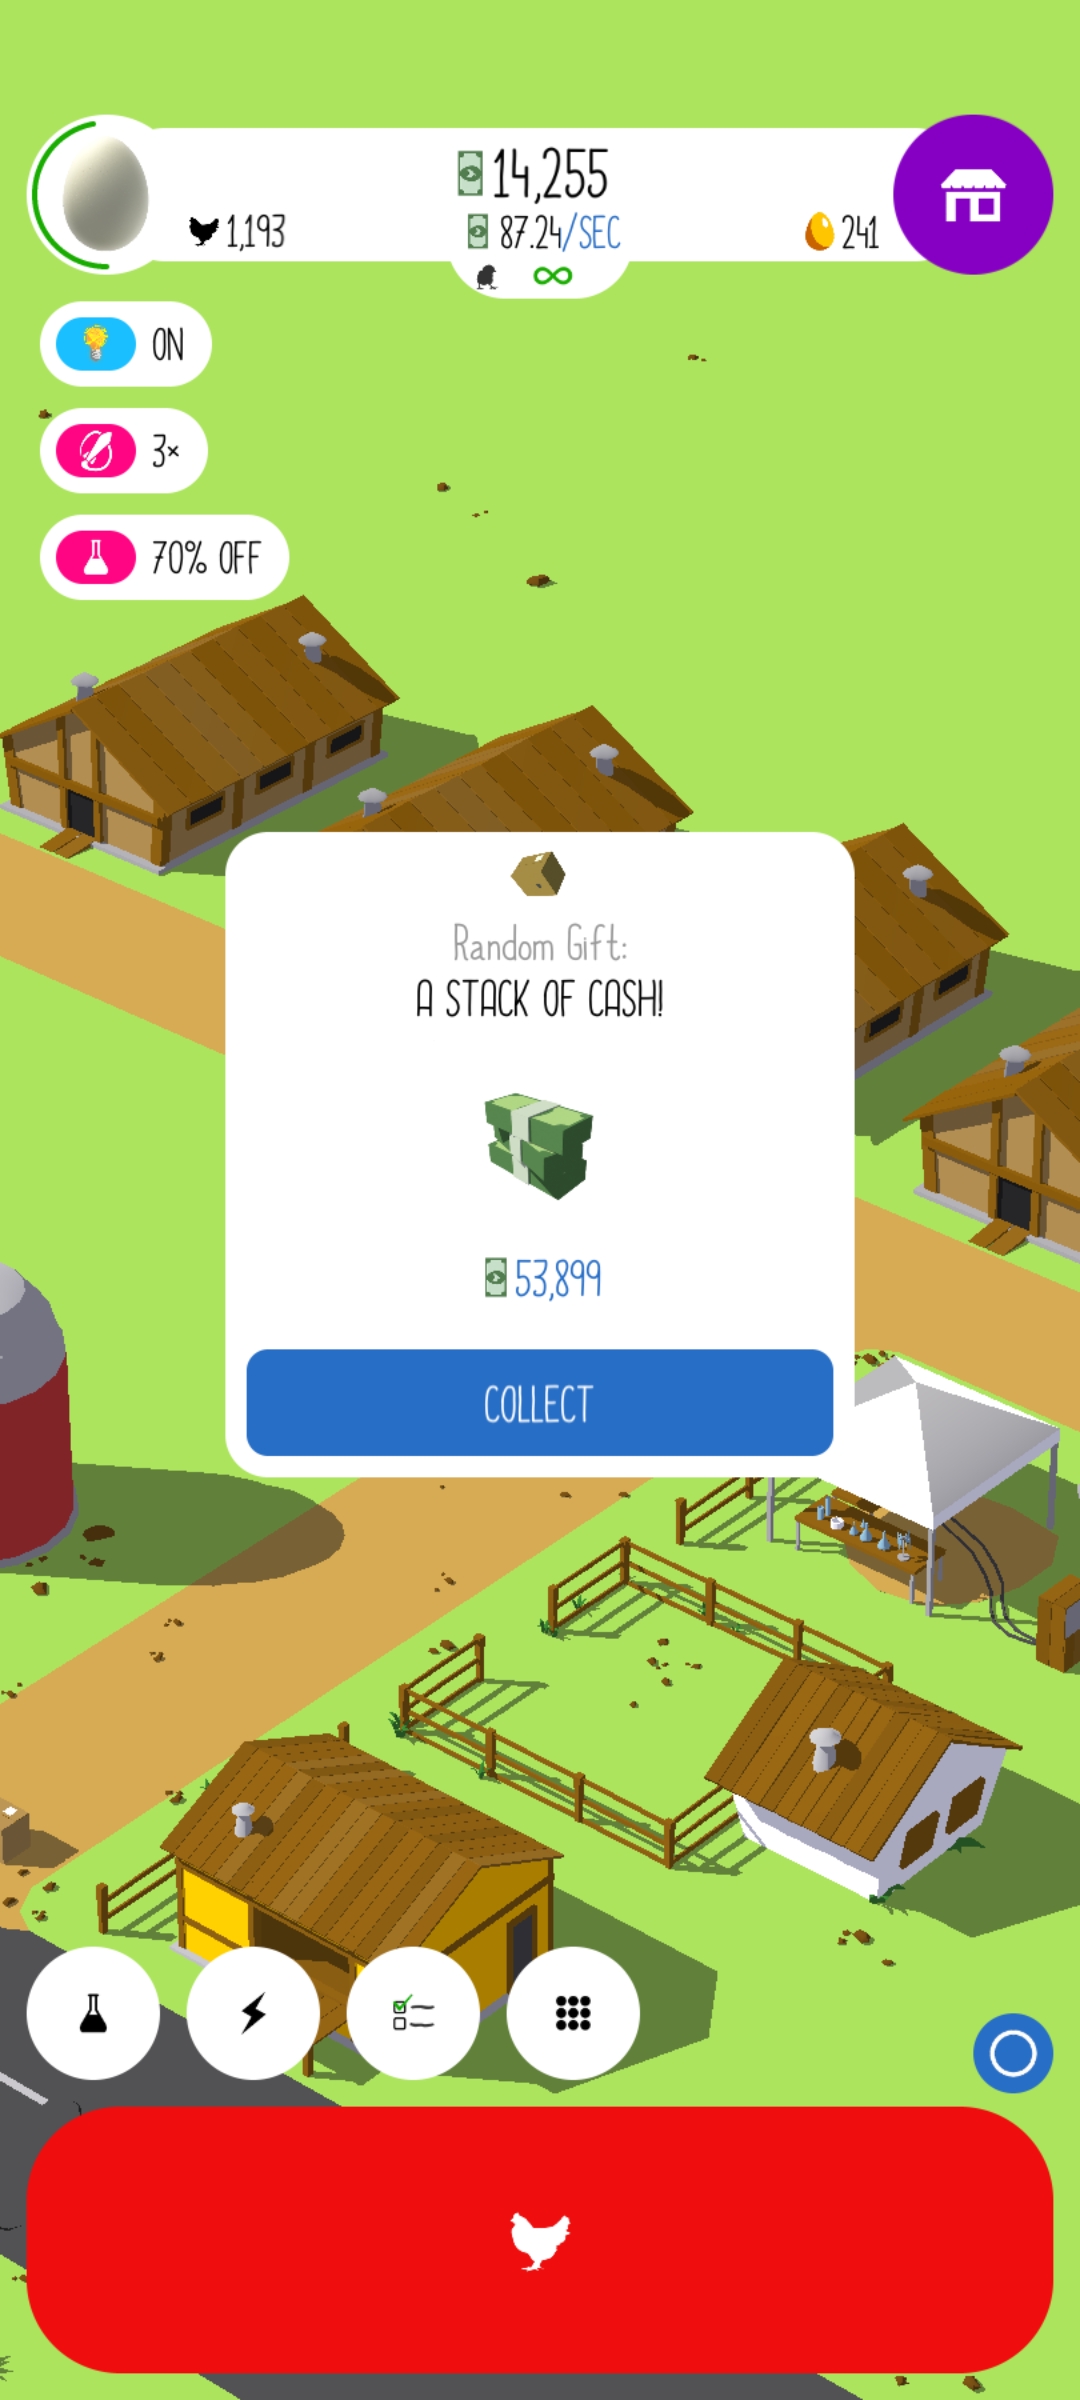 14,255
1,193
87.24/SEC
241
ON
3×
70% OFF
Random Gift:
A STACK OF CASH!
53,899
COLLECT